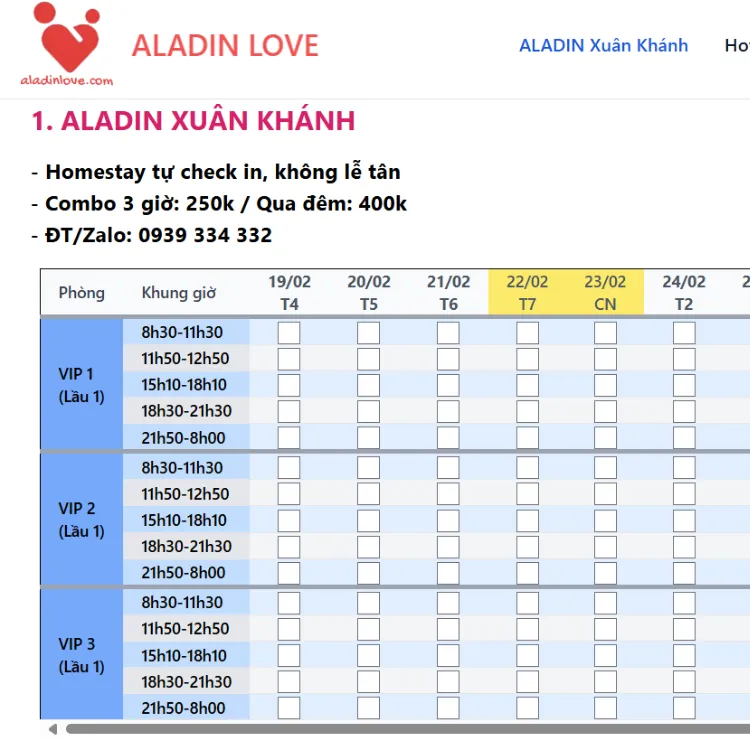 aladinlove.com
ALADIN LOVE
ALADIN Xuân Khánh
1. ALADIN XUÂN KHÁNH
- Homestay tự check in, không lễ tân
- Combo 3 giờ: 250k / Qua đêm: 400k
- ĐT/Zalo: 0939 334 332
Phòng Khung giờ 19/02 20/02 21/02 22/02 23/02 24/02
T4 T5 T6 T7 CN T2
VIP 1
(Lầu 1)
8h30-11h30
11h50-12h50
15h10-18h10
18h30-21h30
21h50-8h00
VIP 2
(Lầu 1)
8h30-11h30
11h50-12h50
15h10-18h10
18h30-21h30
21h50-8h00
VIP 3
(Lầu 1)
8h30-11h30
11h50-12h50
15h10-18h10
18h30-21h30
21h50-8h00